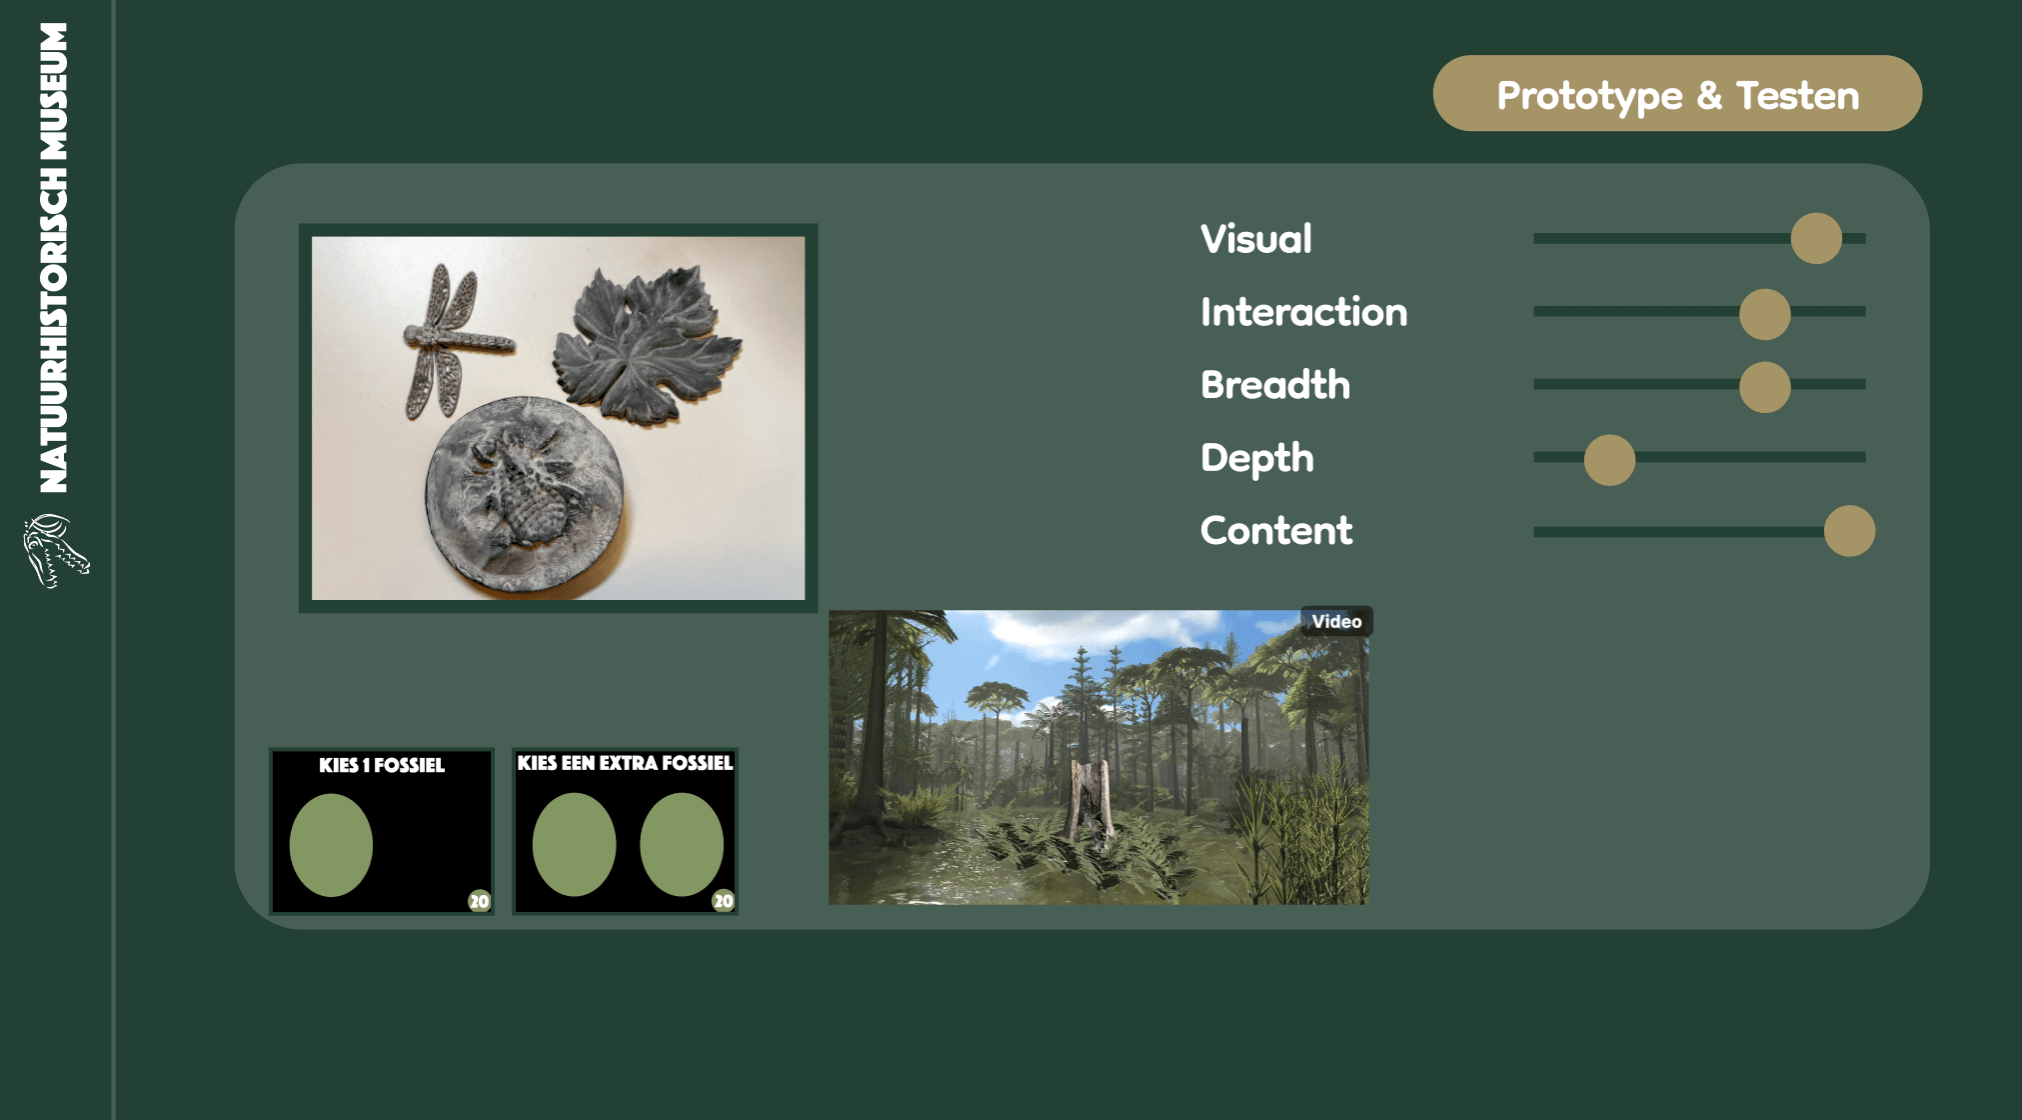 NATUURHISTORISCH MUSEUM
Prototype & Testen
Visual
Interaction
Breadth
Depth
Content
Video
KIES 1 FOSSIEL
20
KIES EEN EXTRA FOSSIEL
20